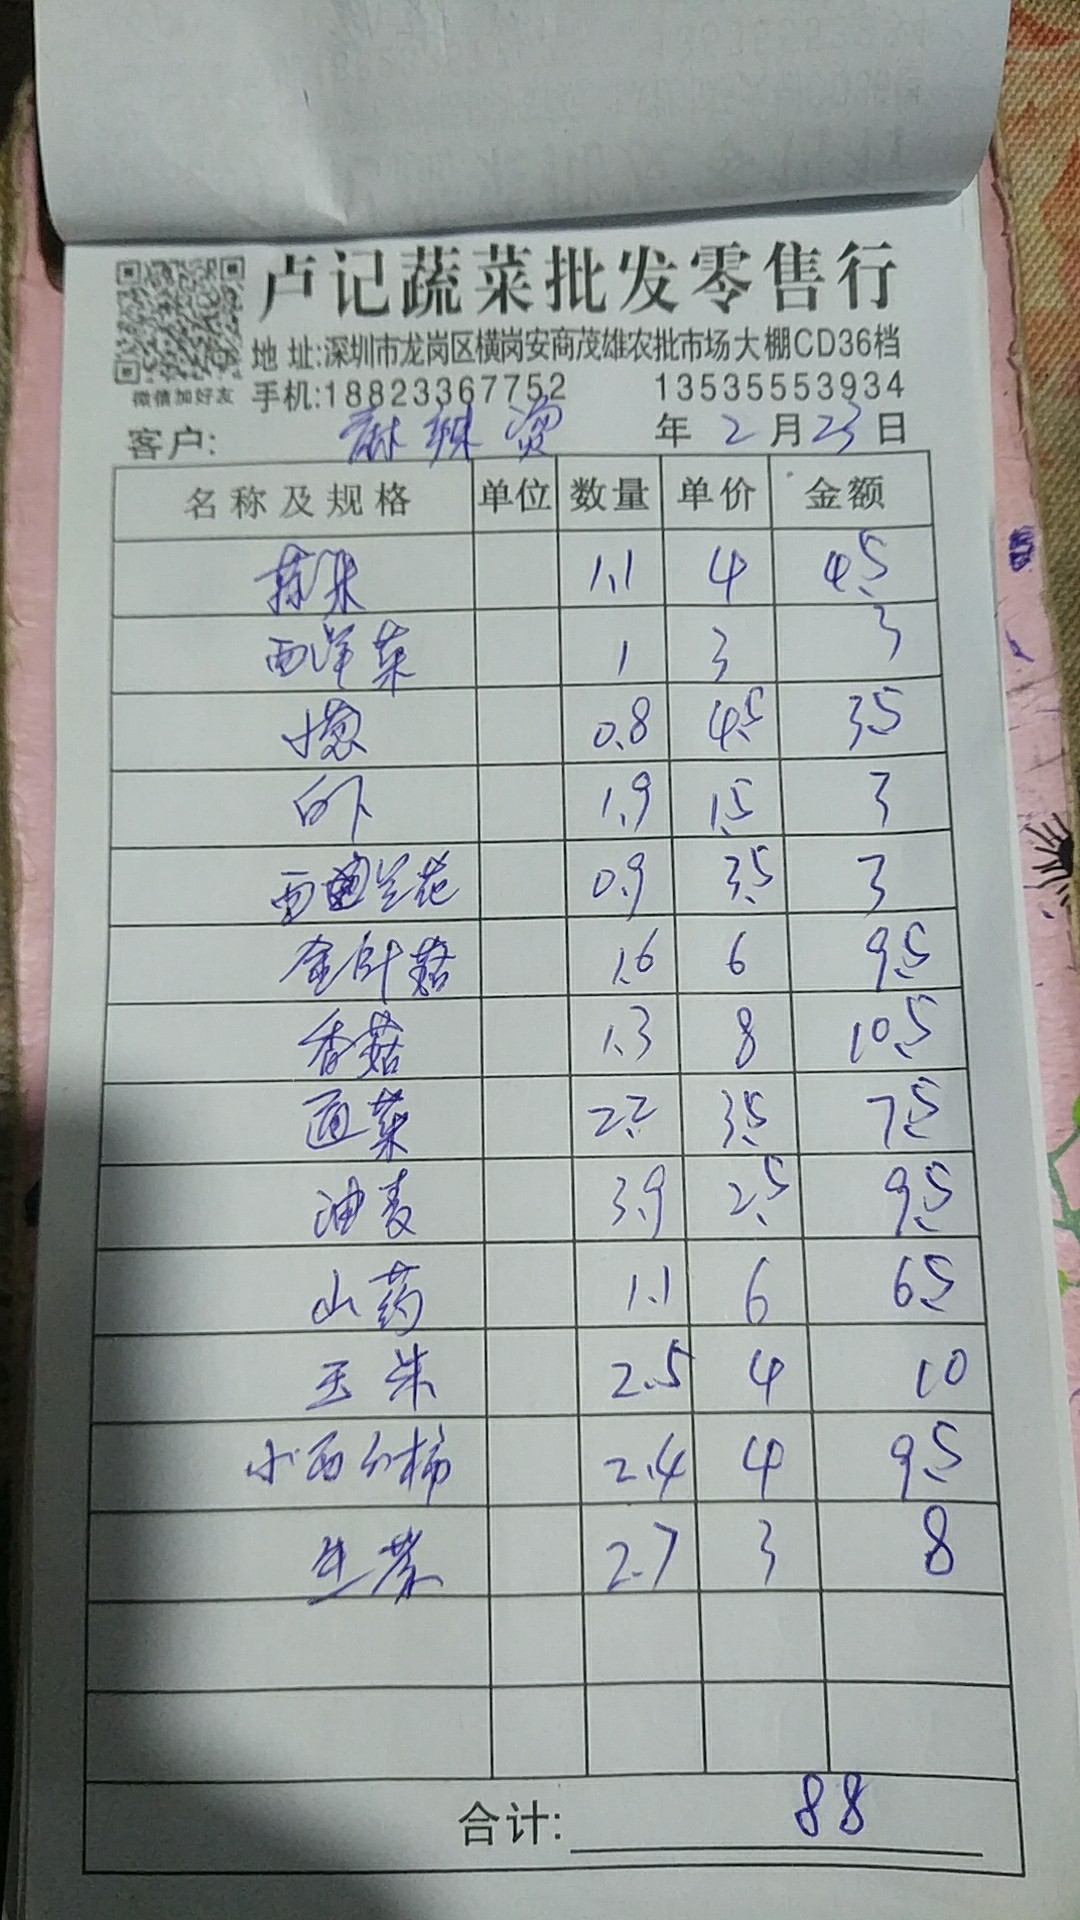 卢记蔬菜批发零售行
地 址:深圳市龙岗区横岗安商茂雄农批市场大棚CD36档
微信加好友 手机:18823367752 13535553934
客户: 麻辣烫 年 2 月 23 日
名称及规格 单位 数量 单价 金额
1.1 4 4.5
西洋菜 1 3 3
小葱 0.8 4.5 3.5
白卜 1.9 1.5 3
西兰花 0.9 3.5 3
金针菇 1.6 6 9.5
香菇 1.3 8 10.5
2.2 3.5 7.5
油麦 3.9 2.5 9.5
山药 1.1 6 6.5
玉米 2.5 4 10
小西红柿 2.4 4 9.5
生菜 2.7 3 8
合计: 88